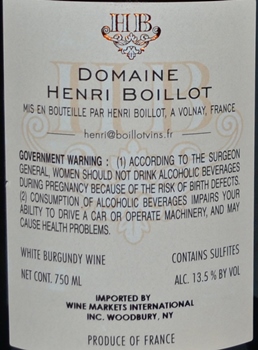 HB
DOMAINE
HENRI BOILLOT
MIS EN BOUTEILLE PAR HENRI BOILLOT, A VOLNAY, FRANCE
henri@boillotvins.fr
GOVERNMENT WARNING : (1) ACCORDING TO THE SURGEON
GENERAL, WOMEN SHOULD NOT DRINK ALCOHOLIC BEVERAGES
DURING PREGNANCY BECAUSE OF THE RISK OF BIRTH DEFECTS.
(2) CONSUMPTION OF ALCOHOLIC BEVERAGES IMPAIRS YOUR
ABILITY TO DRIVE A CAR OR OPERATE MACHINERY, AND MAY
CAUSE HEALTH PROBLEMS.
WHITE BURGUNDY WINE CONTAINS SULFITES
NET CONT. 750 ML ALC. 13.5 % BY VOL
IMPORTED BY
WINE MARKETS INTERNATIONAL
INC. WOODBURY, NY
PRODUCT OF FRANCE